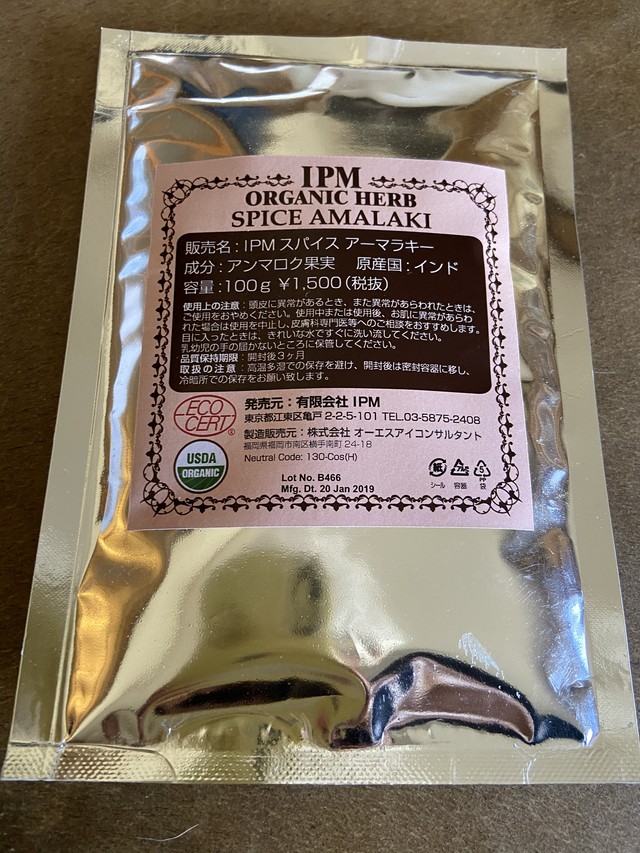 IPM
ORGANIC HERB
SPICE AMALAKI
販売名：IPM スパイス アーマラキー
成分：アンマロク果実　原産国：インド
容量：100g ¥1,500（税抜）
使用上の注意：頭皮に異常があるとき、また異常があらわれたときは、
ご使用をおやめください。使用中または使用後、お肌に異常があらわ
れた場合は使用を中止し、皮膚科専門医等へのご相談をおすすめします。
目に入ったときは、きれいな水ですぐに洗い流してください。
乳幼児の手の届かないところに保管してください。
品質保持期限：開封後3ヶ月
取扱の注意：高温多湿での保存を避け、開封後は密封容器に移し、
冷暗所での保存をお願い致します。
ECO
CERT
発売元：有限会社 IPM
東京都江東区亀戸 2-2-5-101 TEL.03-5875-2408
製造販売元：株式会社 オーエスアイコンサルタント
福岡県福岡市南区横手南町 24-18
Neutral Code: 130-Cos(H)
USDA
ORGANIC
Lot No. B466
Mfg. Dt. 20 Jan 2019
紙
シール
容器
PP
袋